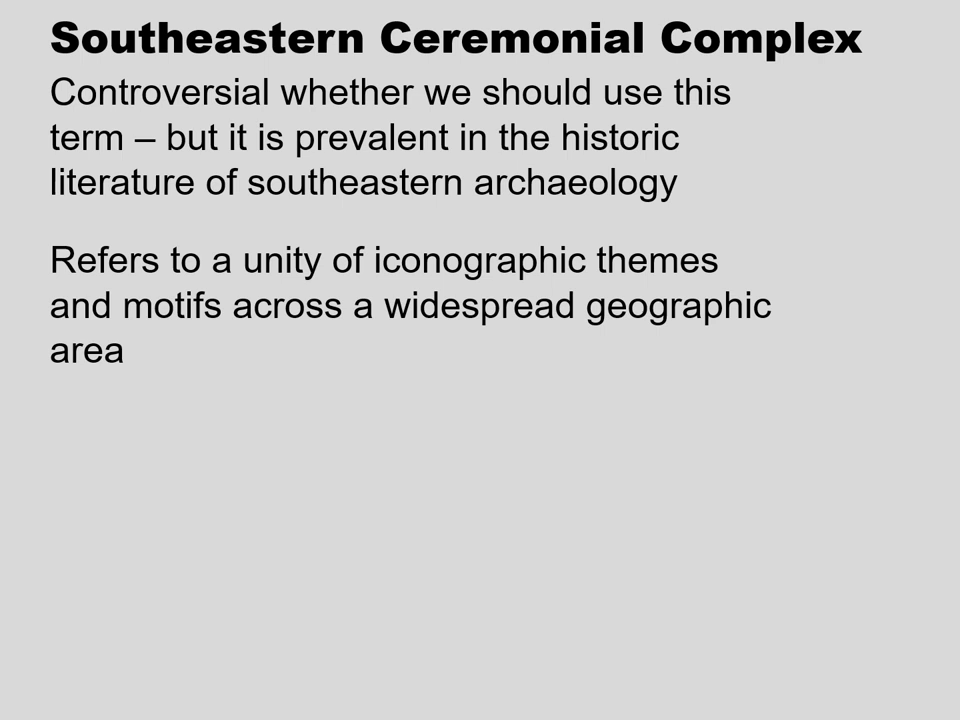 Southeastern Ceremonial Complex
Controversial whether we should use this
term – but it is prevalent in the historic
literature of southeastern archaeology
Refers to a unity of iconographic themes
and motifs across a widespread geographic
area